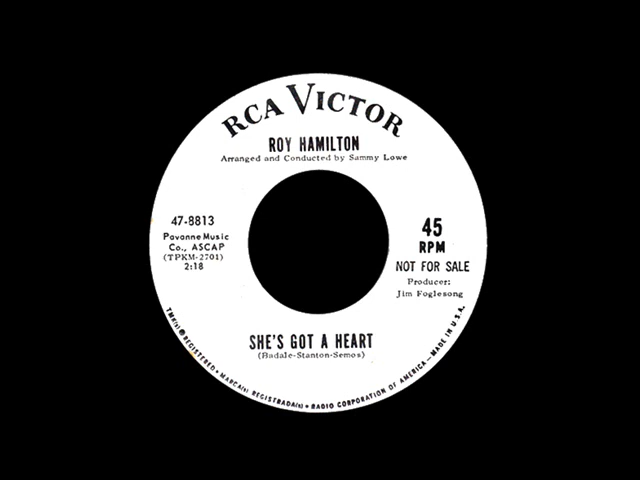 RCA VICTOR
ROY HAMILTON
Arranged and Conducted by Sammy Lowe
47-8813
Pavanne Music
Co., ASCAP
(TPKM-2701)
2:18
45
RPM
NOT FOR SALE
Producer:
Jim Foglesong
SHE'S GOT A HEART
(Badale-Stanton-Semos)
TMK(s) ® REGISTERED • MARCA(s) REGISTRADA(s) • RADIO CORPORATION OF AMERICA—MADE IN U.S.A.